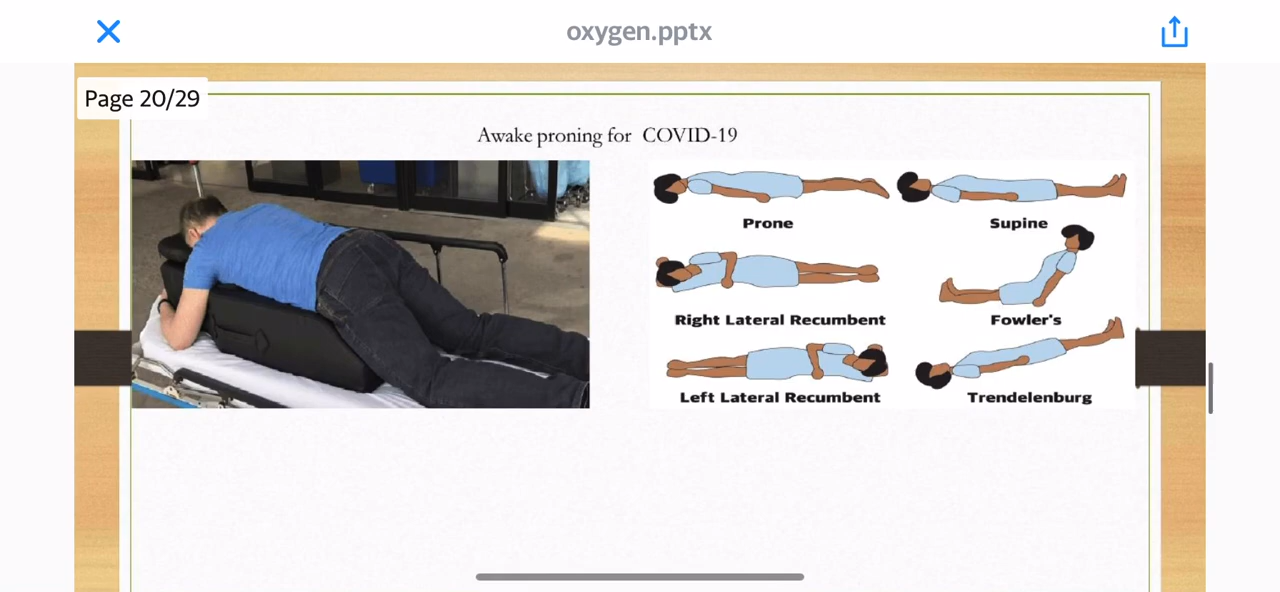 oxygen.pptx
Page 20/29
Awake proning for COVID-19
Prone
Supine
Right Lateral Recumbent
Fowler's
Left Lateral Recumbent
Trendelenburg